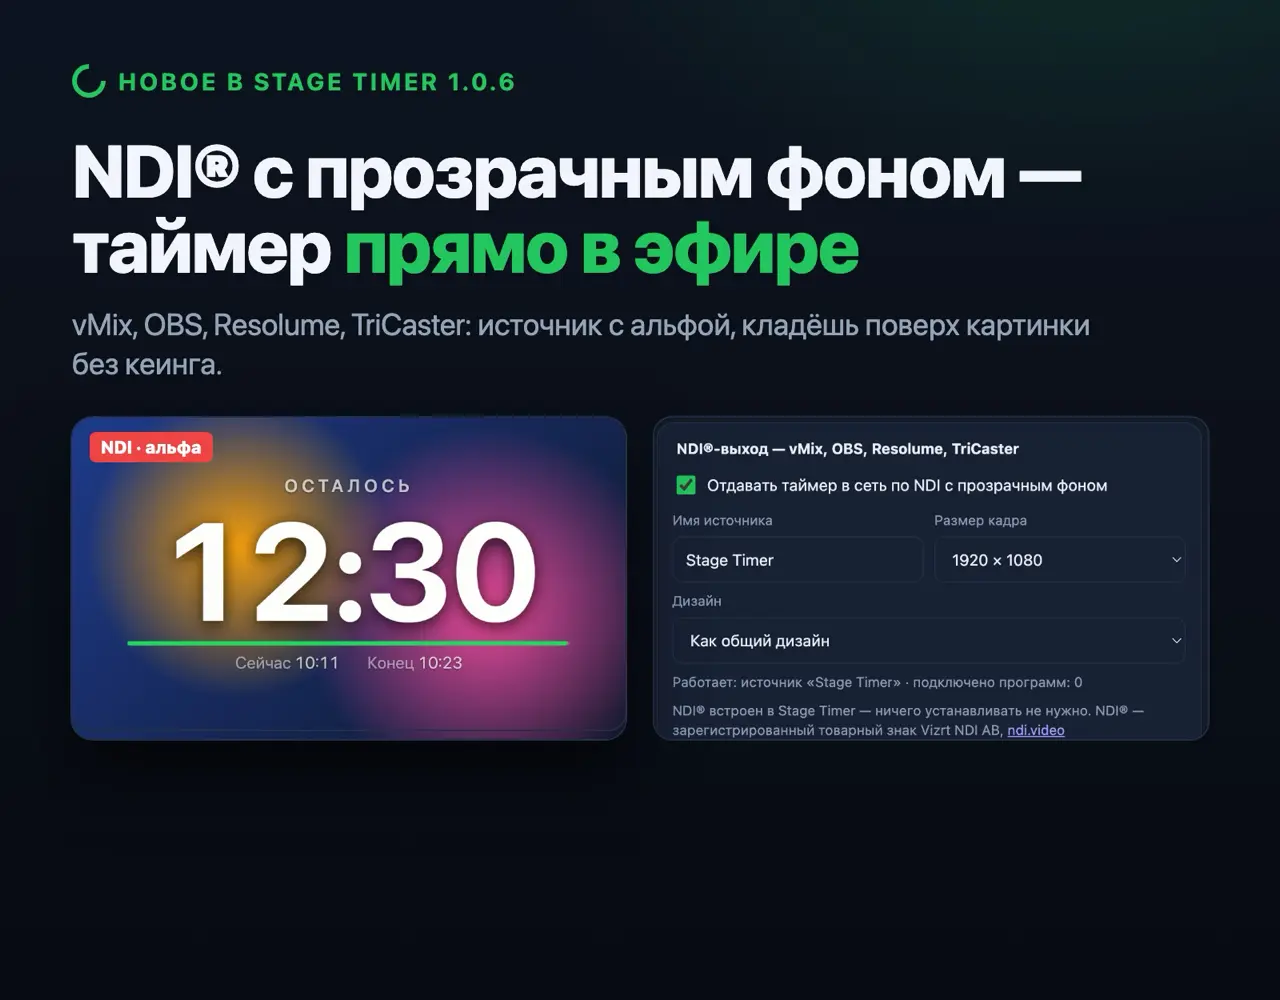 НОВОЕ В STAGE TIMER 1.0.6
NDI® с прозрачным фоном —
таймер прямо в эфире
vMix, OBS, Resolume, TriCaster: источник с альфой, кладёшь поверх картинки
без кеинга.
NDI · альфа
ОСТАЛОСЬ
12:30
Сейчас 10:11 Конец 10:23
NDI®-выход — vMix, OBS, Resolume, TriCaster
Отдавать таймер в сеть по NDI с прозрачным фоном
Имя источника Размер кадра
Stage Timer 1920 × 1080
Дизайн
Как общий дизайн
Работает: источник «Stage Timer» · подключено программ: 0
NDI® встроен в Stage Timer — ничего устанавливать не нужно. NDI® —
зарегистрированный товарный знак Vizrt NDI AB, ndi.video